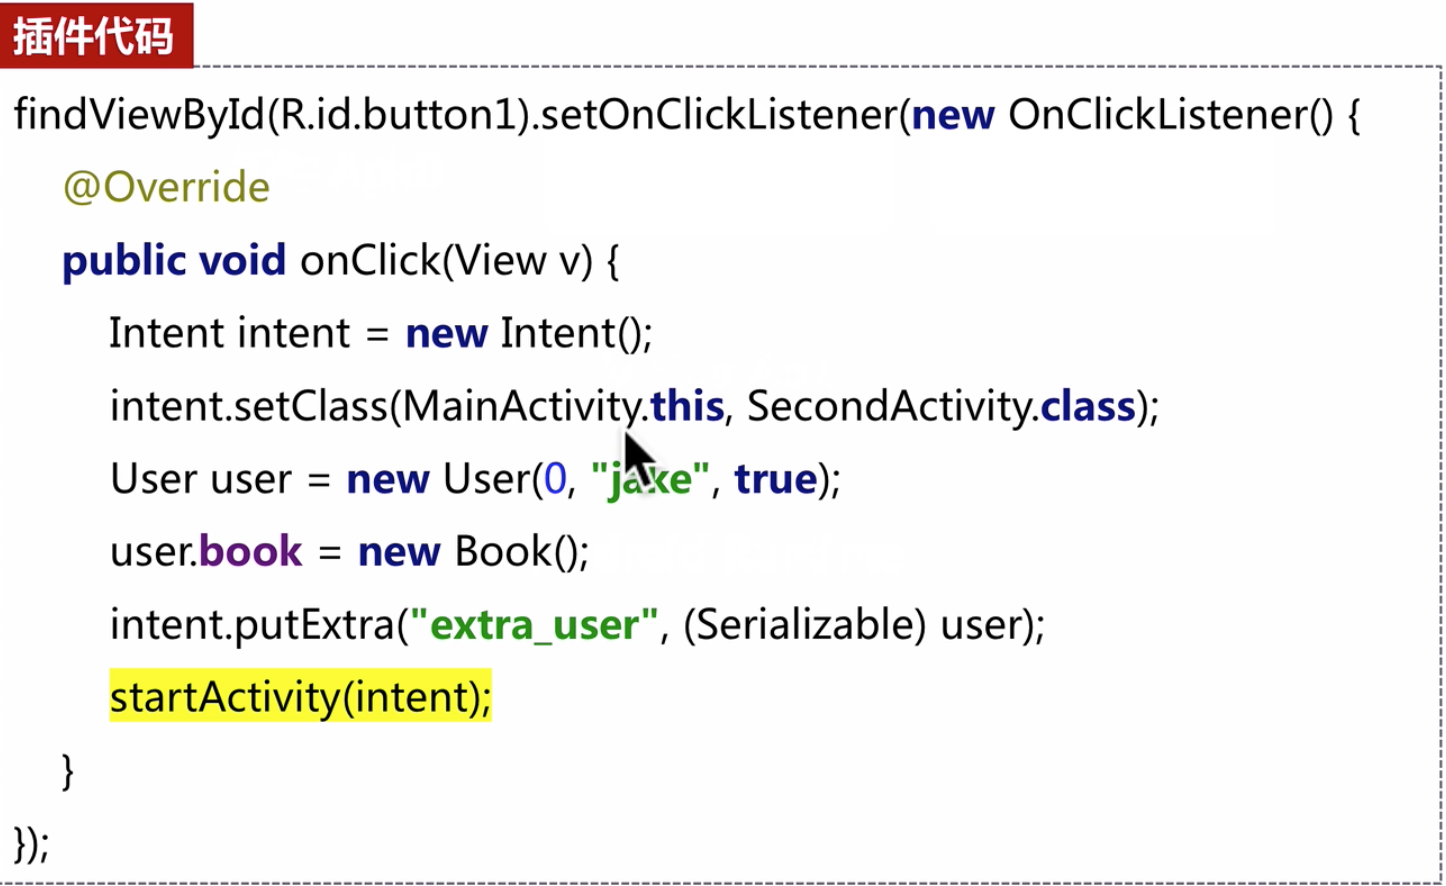 插件代码
findViewById(R.id.button1).setOnClickListener(new OnClickListener() {
@Override
public void onClick(View v) {
Intent intent = new Intent();
intent.setClass(MainActivity.this, SecondActivity.class);
User user = new User(0, "jake", true);
user.book = new Book();
intent.putExtra("extra_user", (Serializable) user);
startActivity(intent);
}
});